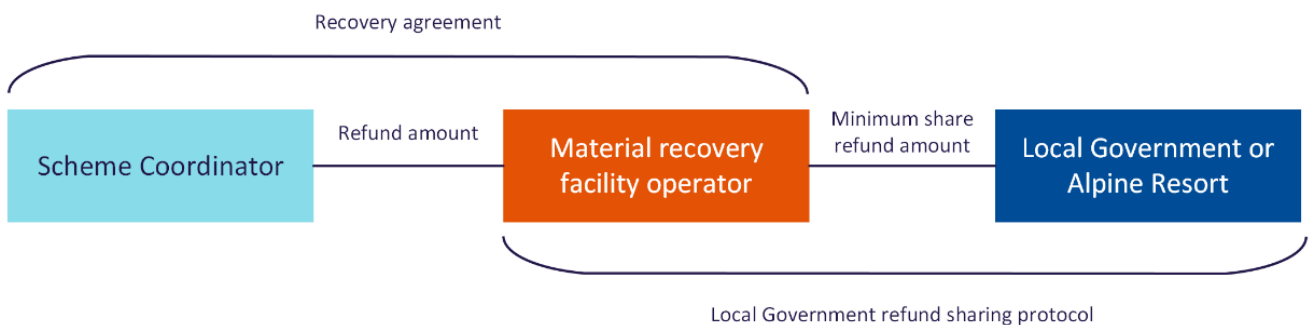 Recovery agreement
Scheme Coordinator
Refund amount
Material recovery
facility operator
Minimum share
refund amount
Local Government or
Alpine Resort
Local Government refund sharing protocol